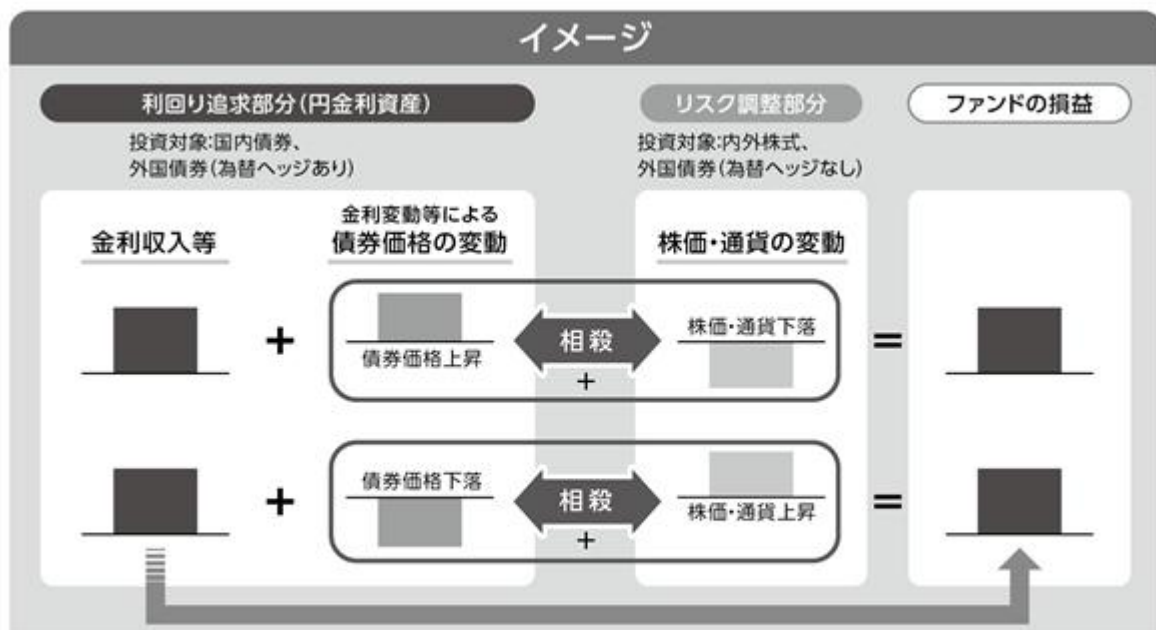 イメージ
利回り追求部分(円金利資産)
投資対象:国内債券、
外国債券(為替ヘッジあり)
リスク調整部分
投資対象:内外株式、
外国債券(為替ヘッジなし)
ファンドの損益
金利収入等
金利変動等による
債券価格の変動
株価・通貨の変動
+
債券価格上昇
相殺
+
株価・通貨下落
=
+
債券価格下落
相殺
+
株価・通貨上昇
=